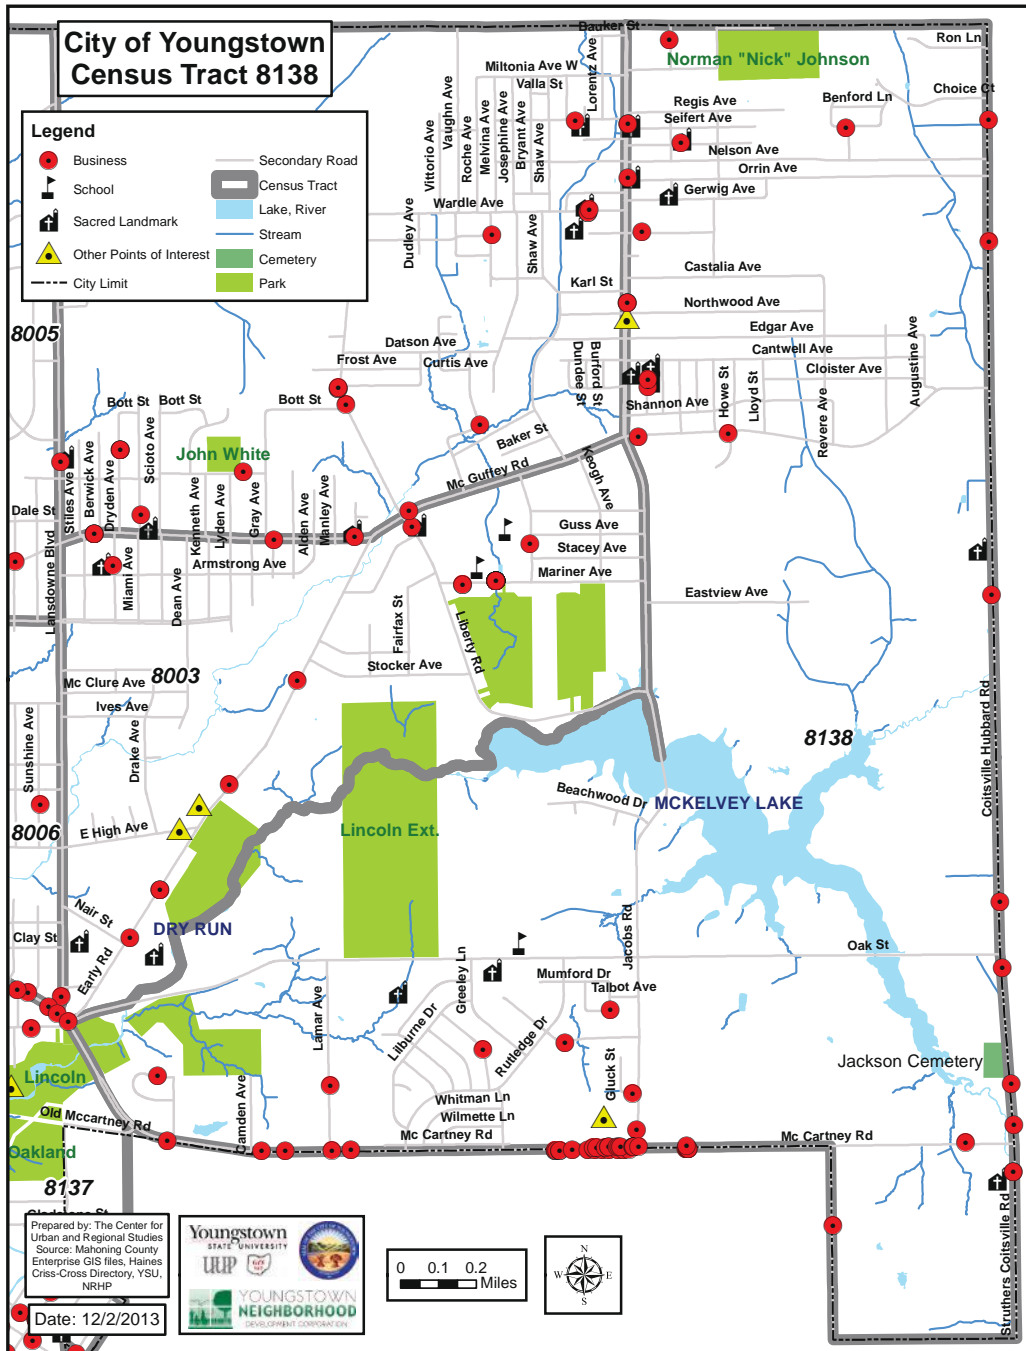 City of Youngstown
Census Tract 8138
Legend
Business
School
Sacred Landmark
Other Points of Interest
City Limit
Secondary Road
Census Tract
Lake, River
Stream
Cemetery
Park
Bauker St
Ron Ln
Norman "Nick" Johnson
Miltonia Ave W
Valla St
Lorentz Ave
Choice Ct
Benford Ln
Regis Ave
Seifert Ave
Nelson Ave
Orrin Ave
Gerwig Ave
Vittorio Ave
Vaughn Ave
Roche Ave
Melvina Ave
Josephine Ave
Bryant Ave
Shaw Ave
Wardle Ave
Dudley Ave
Shaw Ave
Karl St
Castalia Ave
Northwood Ave
Edgar Ave
Cantwell Ave
Cloister Ave
Augustine Ave
8005
Datson Ave
Frost Ave
Curtis Ave
Dundee St
Burford St
Shannon Ave
Howe St
Lloyd St
Revere Ave
Bott St
Bott St
Bott St
John White
Baker St
Mc Guffey Rd
Keogh Ave
Dale St
Stiles Ave
Berwick Ave
Dryden Ave
Scioto Ave
Kenneth Ave
Lyden Ave
Gray Ave
Alden Ave
Manley Ave
Guss Ave
Stacey Ave
Mariner Ave
Armstrong Ave
Lansdowne Blvd
Miami Ave
Dean Ave
Fairfax St
Liberty Rd
Eastview Ave
Stocker Ave
8003
Mc Clure Ave
Ives Ave
Sunshine Ave
Drake Ave
8138
Coitsville Hubbard Rd
Beachwood Dr
MCKELVEY LAKE
8006
E High Ave
Lincoln Ext.
Nair St
DRY RUN
Clay St
Early Rd
Jacobs Rd
Oak St
Greeley Ln
Mumford Dr
Talbot Ave
Lamar Ave
Lilburne Dr
Rutledge Dr
Gluck St
Jackson Cemetery
Lincoln
Whitman Ln
Wilmette Ln
Old Mccartney Rd
Camden Ave
Mc Cartney Rd
Mc Cartney Rd
Oakland
8137
Struthers Coitsville Rd
Prepared by: The Center for
Urban and Regional Studies
Source: Mahoning County
Enterprise GIS files, Haines
Criss-Cross Directory, YSU,
NRHP
Date: 12/2/2013
Youngstown
STATE UNIVERSITY
YOUNGSTOWN
NEIGHBORHOOD
DEVELOPMENT CORPORATION
0 0.1 0.2
Miles
N
W E
S